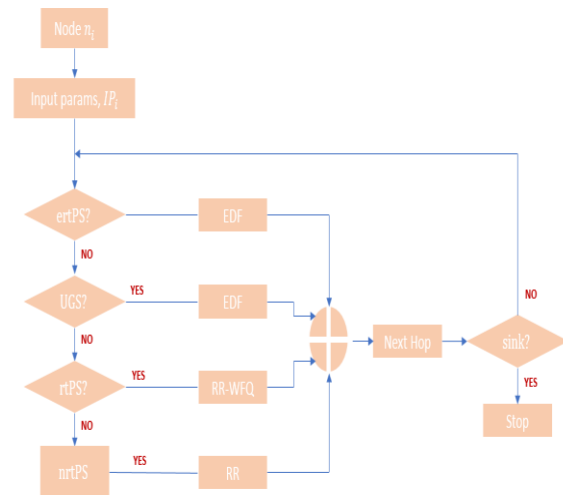 Node n_i
Input params, IP_i
ertPS?
EDF
NO
UGS?
YES
EDF
NO
NO
rtPS?
YES
RR-WFQ
Next Hop
sink?
NO
YES
nrtPS
YES
RR
Stop